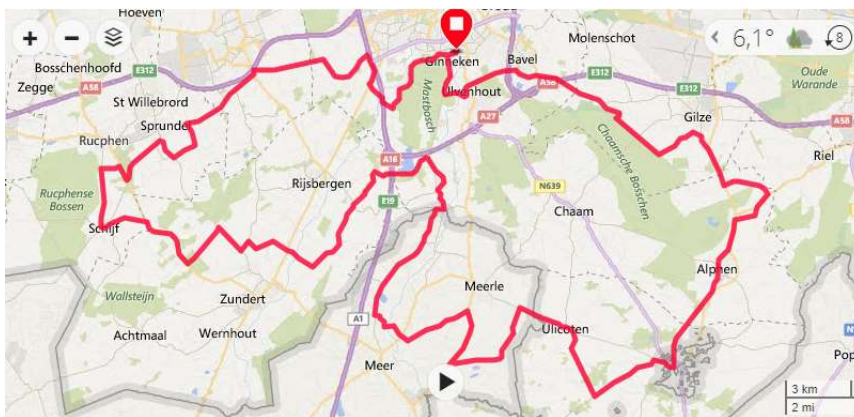 Hoeven
Breda
Molenschot
Bavel
Ginneken
Bosschenhoofd
E312
Zegge
A58
St Willebrord
Mastbosch
Ulvenhout
A58
E312
Oude
Warande
Gilze
A58
A27
Sprundel
Rucphen
Chaamsche Bosschen
Riel
A16
Rijsbergen
N639
Rucphense
Bossen
E19
Chaam
Schijf
Alphen
Wallsteijn
Zundert
Meerle
Achtmaal
Wernhout
A1
Ulicoten
Meer
Pop
6,1°
8
3 km
2 mi